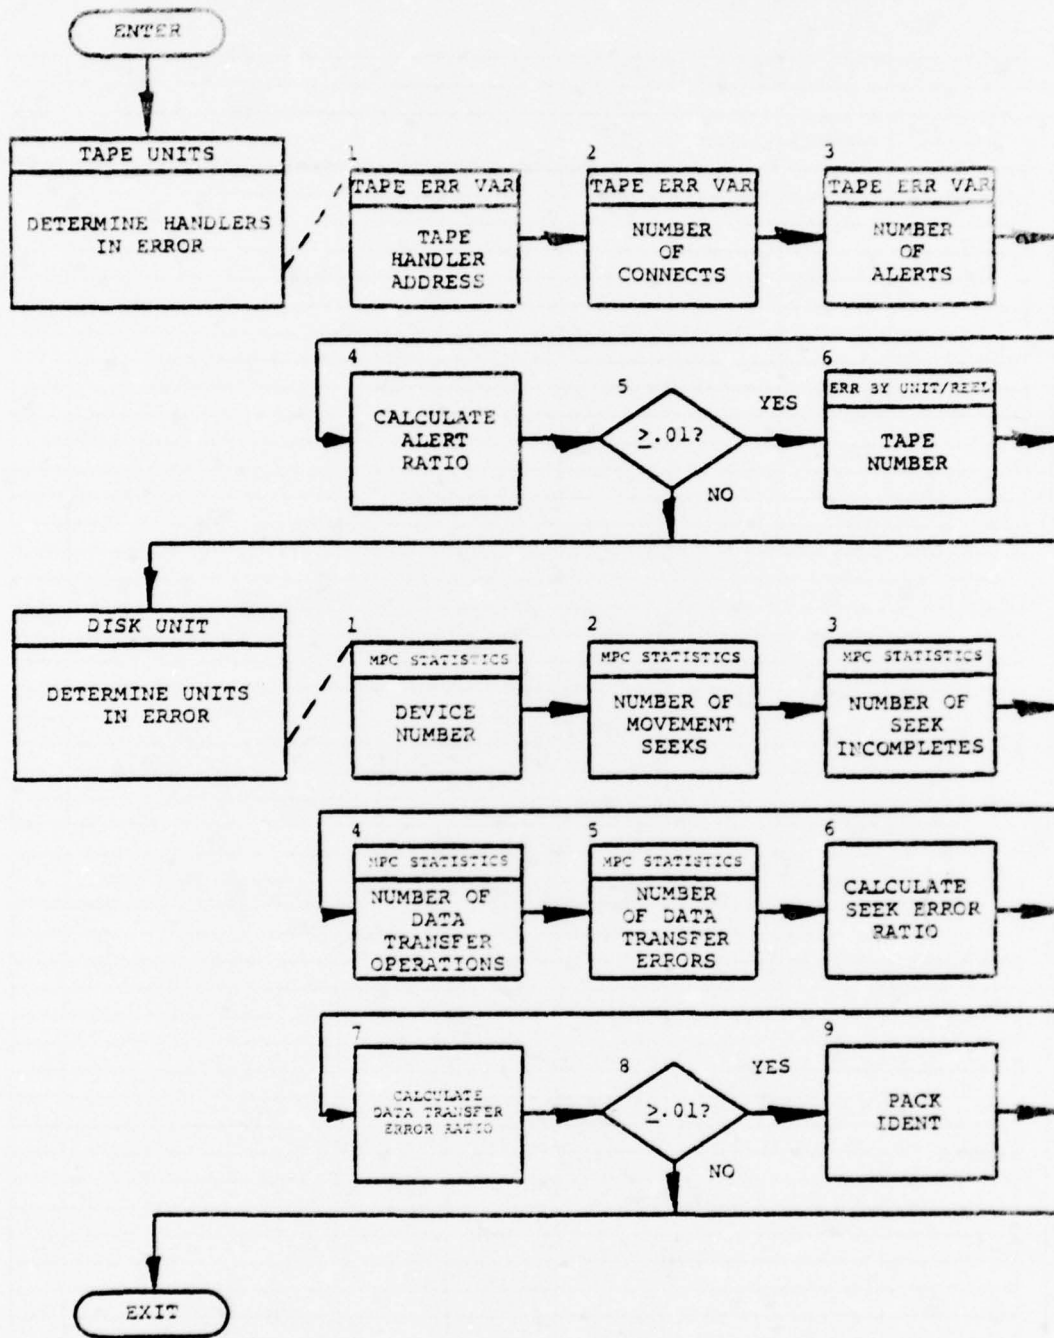 ENTER
TAPE UNITS
DETERMINE HANDLERS
IN ERROR
1
TAPE ERR VAR
TAPE
HANDLER
ADDRESS
2
TAPE ERR VAR
NUMBER
OF
CONNECTS
3
TAPE ERR VAR
NUMBER
OF
ALERTS
4
CALCULATE
ALERT
RATIO
5
≥.01?
YES
NO
6
ERR BY UNIT/REEL
TAPE
NUMBER
DISK UNIT
DETERMINE UNITS
IN ERROR
1
MPC STATISTICS
DEVICE
NUMBER
2
MPC STATISTICS
NUMBER OF
MOVEMENT
SEEKS
3
MPC STATISTICS
NUMBER OF
SEEK
INCOMPLETES
4
MPC STATISTICS
NUMBER OF
DATA
TRANSFER
OPERATIONS
5
MPC STATISTICS
NUMBER
OF DATA
TRANSFER
ERRORS
6
CALCULATE
SEEK ERROR
RATIO
7
CALCULATE
DATA TRANSFER
ERROR RATIO
8
≥.01?
YES
NO
9
PACK
IDENT
EXIT